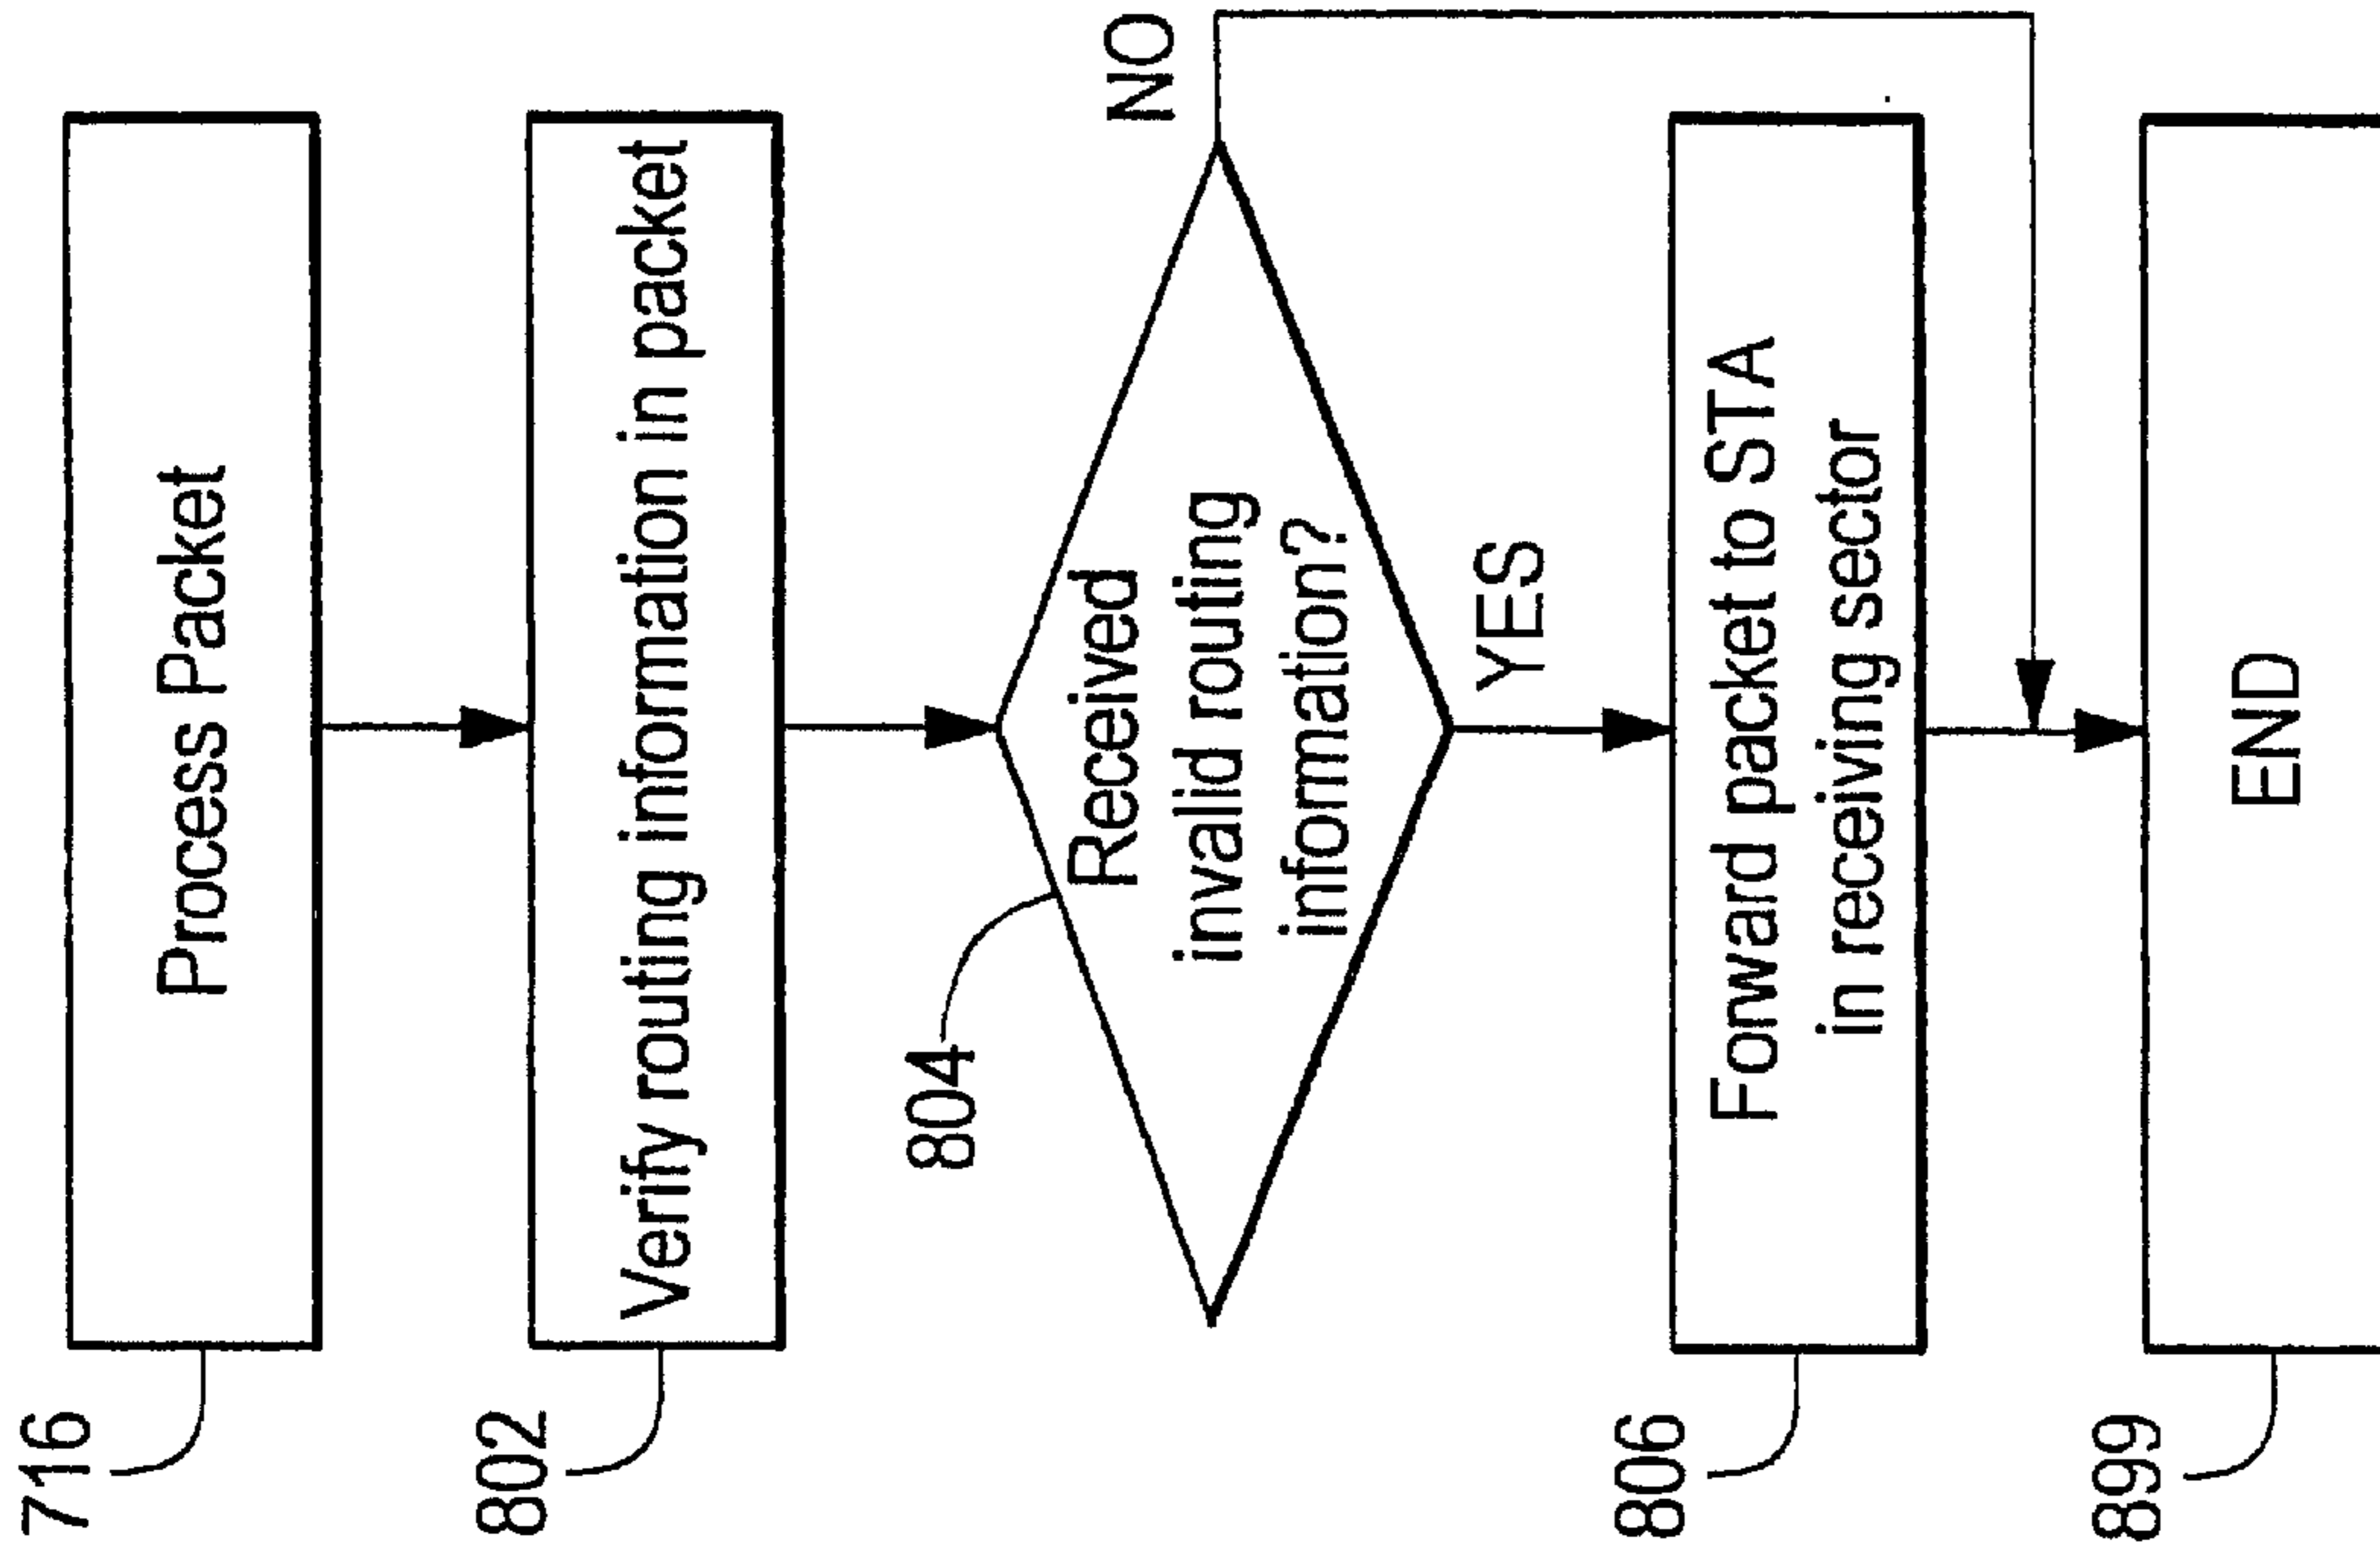 716
Process Packet
802
Verify routing information in packet
804
Received
invalid routing
information?
NO
YES
806
Forward packet to STA
in receiving sector
899
END